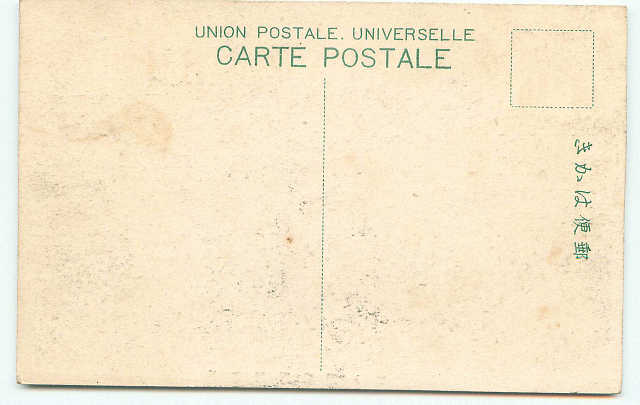 UNION POSTALE. UNIVERSELLE
CARTE POSTALE
郵便はかき